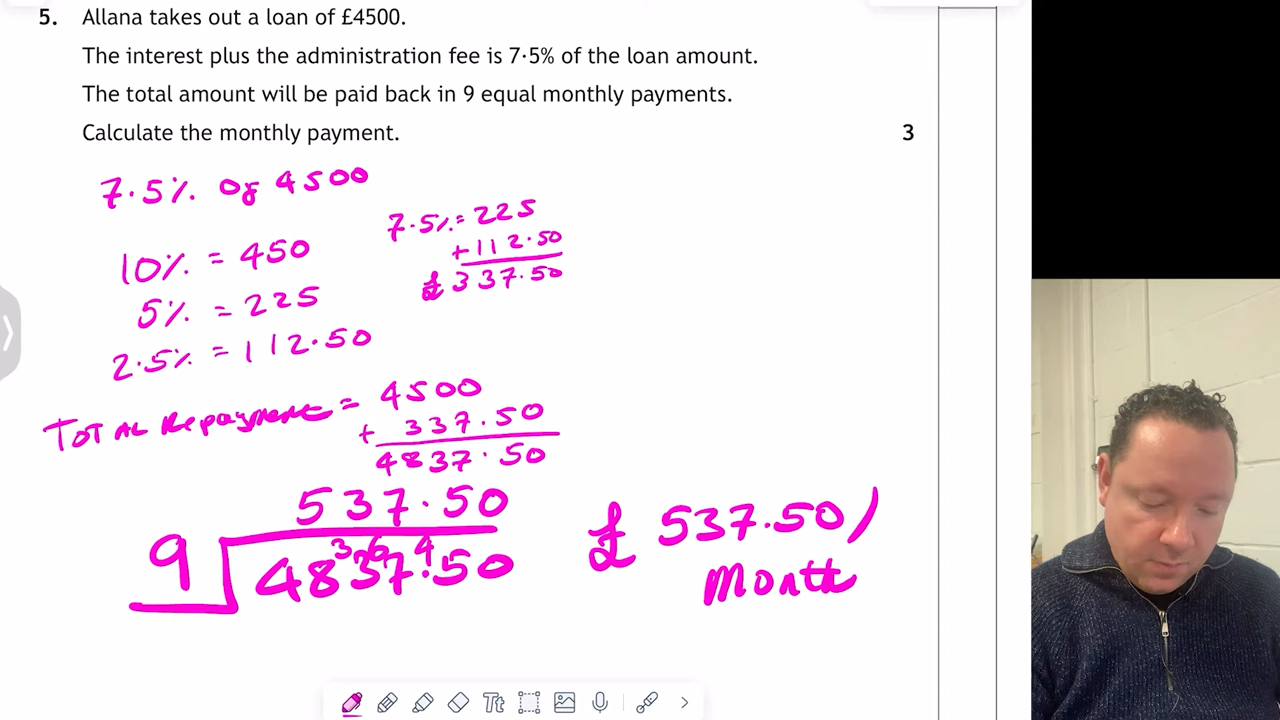 5. Allana takes out a loan of £4500.
The interest plus the administration fee is 7·5% of the loan amount.
The total amount will be paid back in 9 equal monthly payments.
Calculate the monthly payment. 3
7.5% Of 4500
10% = 450
5% = 225
2.5% = 112.50
7.5% = 225
+112.50
£337.50
TOTAL Repayment = 4500
+ 337.50
4837.50
537.50
9 48³3⁶7.⁴50
£ 537.50/
Month
Tt